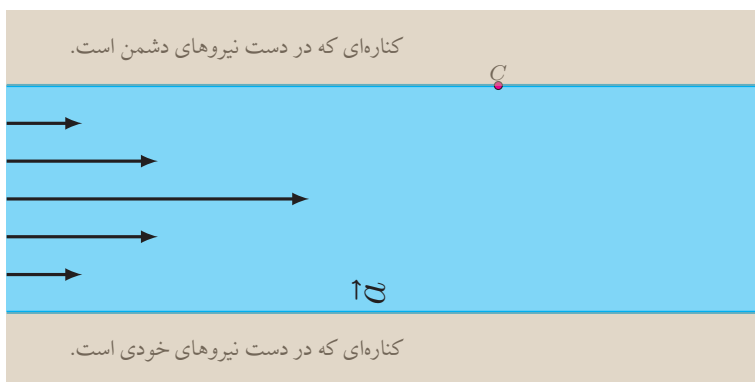 کناره‌ای که در دست نیروهای دشمن است.
C
a
کناره‌ای که در دست نیروهای خودی است.